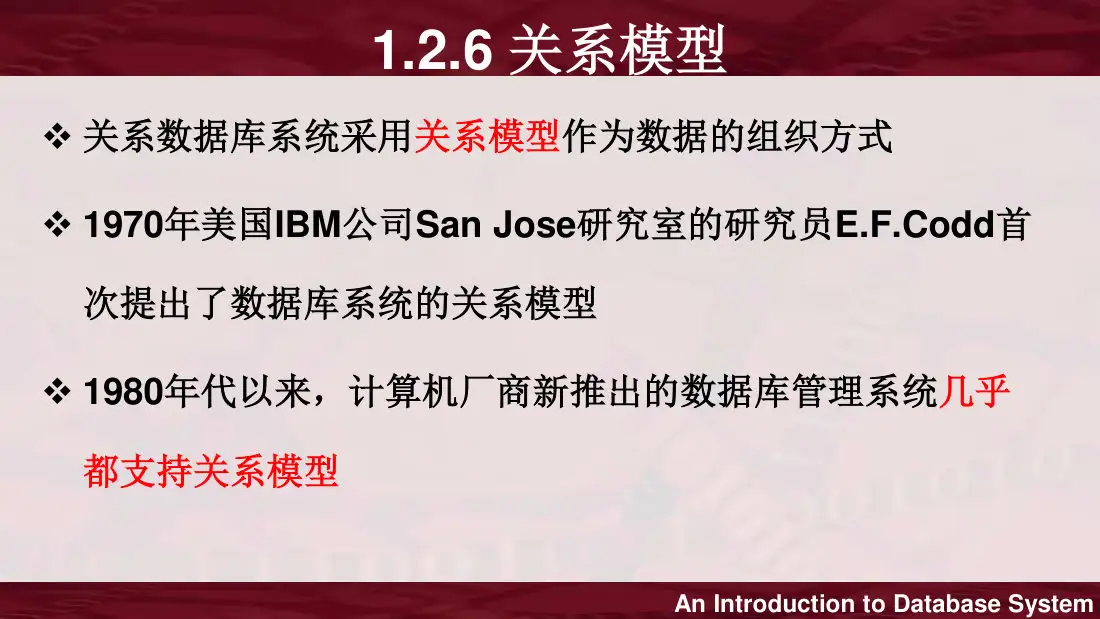 1.2.6 关系模型
❖ 关系数据库系统采用关系模型作为数据的组织方式
❖ 1970年美国IBM公司San Jose研究室的研究员E.F.Codd首
次提出了数据库系统的关系模型
❖ 1980年代以来，计算机厂商新推出的数据库管理系统几乎
都支持关系模型
An Introduction to Database System